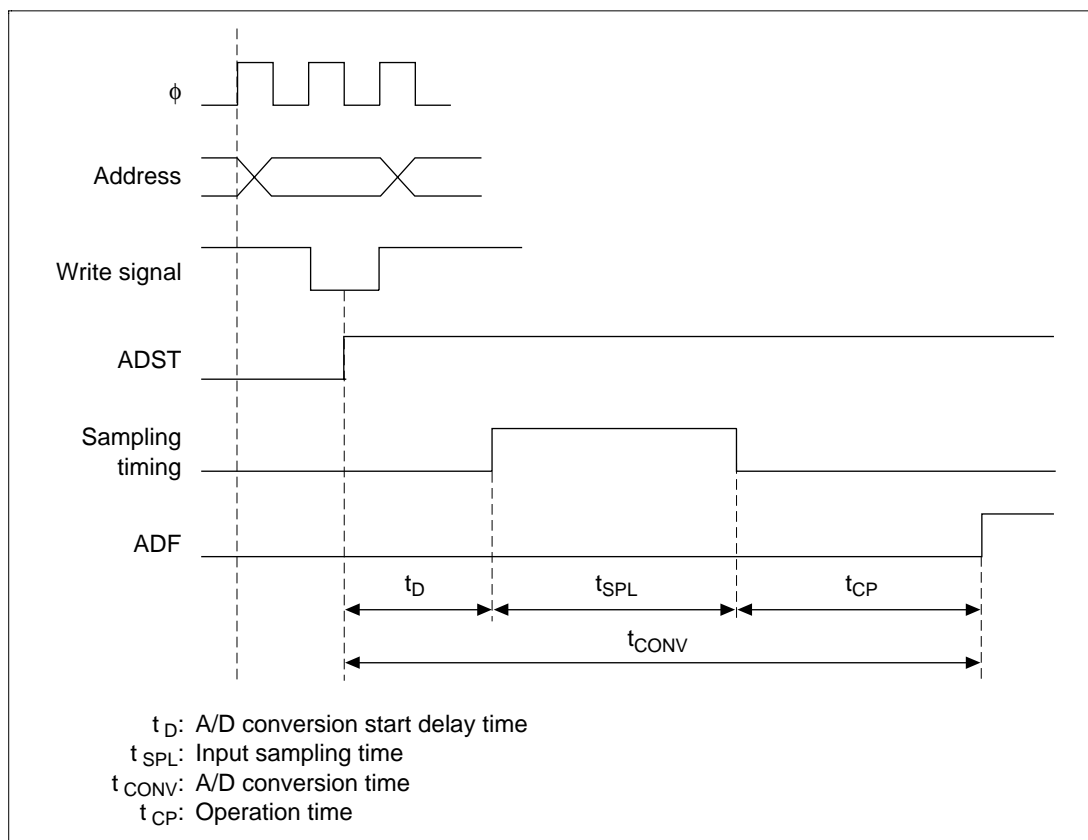 ϕ
Address
Write signal
ADST
Sampling
timing
ADF
tD
tSPL
tCP
tCONV
tD: A/D conversion start delay time
tSPL: Input sampling time
tCONV: A/D conversion time
tCP: Operation time